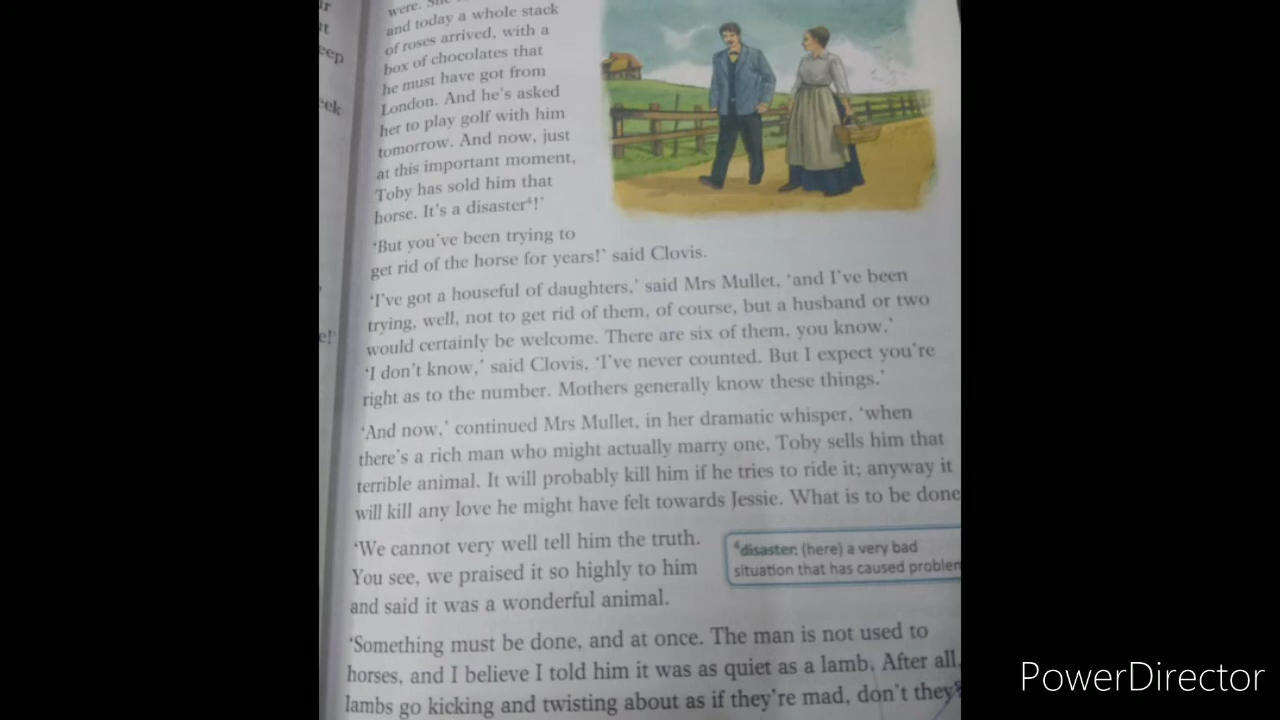 ir
were. She
t
and today a whole stack
of roses arrived, with a
eep
box of chocolates that
he must have got from
eek
London. And he's asked
her to play golf with him
tomorrow. And now, just
at this important moment,
Toby has sold him that
horse. It's a disaster⁴!'
'But you've been trying to
get rid of the horse for years!' said Clovis.
'I've got a houseful of daughters,' said Mrs Mullet, 'and I've been
trying, well, not to get rid of them, of course, but a husband or two
e!'
would certainly be welcome. There are six of them, you know.'
'I don't know,' said Clovis, 'I've never counted. But I expect you're
right as to the number. Mothers generally know these things.'
'And now,' continued Mrs Mullet, in her dramatic whisper, 'when
there's a rich man who might actually marry one, Toby sells him that
terrible animal. It will probably kill him if he tries to ride it; anyway it
will kill any love he might have felt towards Jessie. What is to be done
'We cannot very well tell him the truth.
You see, we praised it so highly to him
and said it was a wonderful animal.
⁴disaster: (here) a very bad
situation that has caused problem
'Something must be done, and at once. The man is not used to
horses, and I believe I told him it was as quiet as a lamb. After all,
lambs go kicking and twisting about as if they're mad, don't they?
PowerDirector